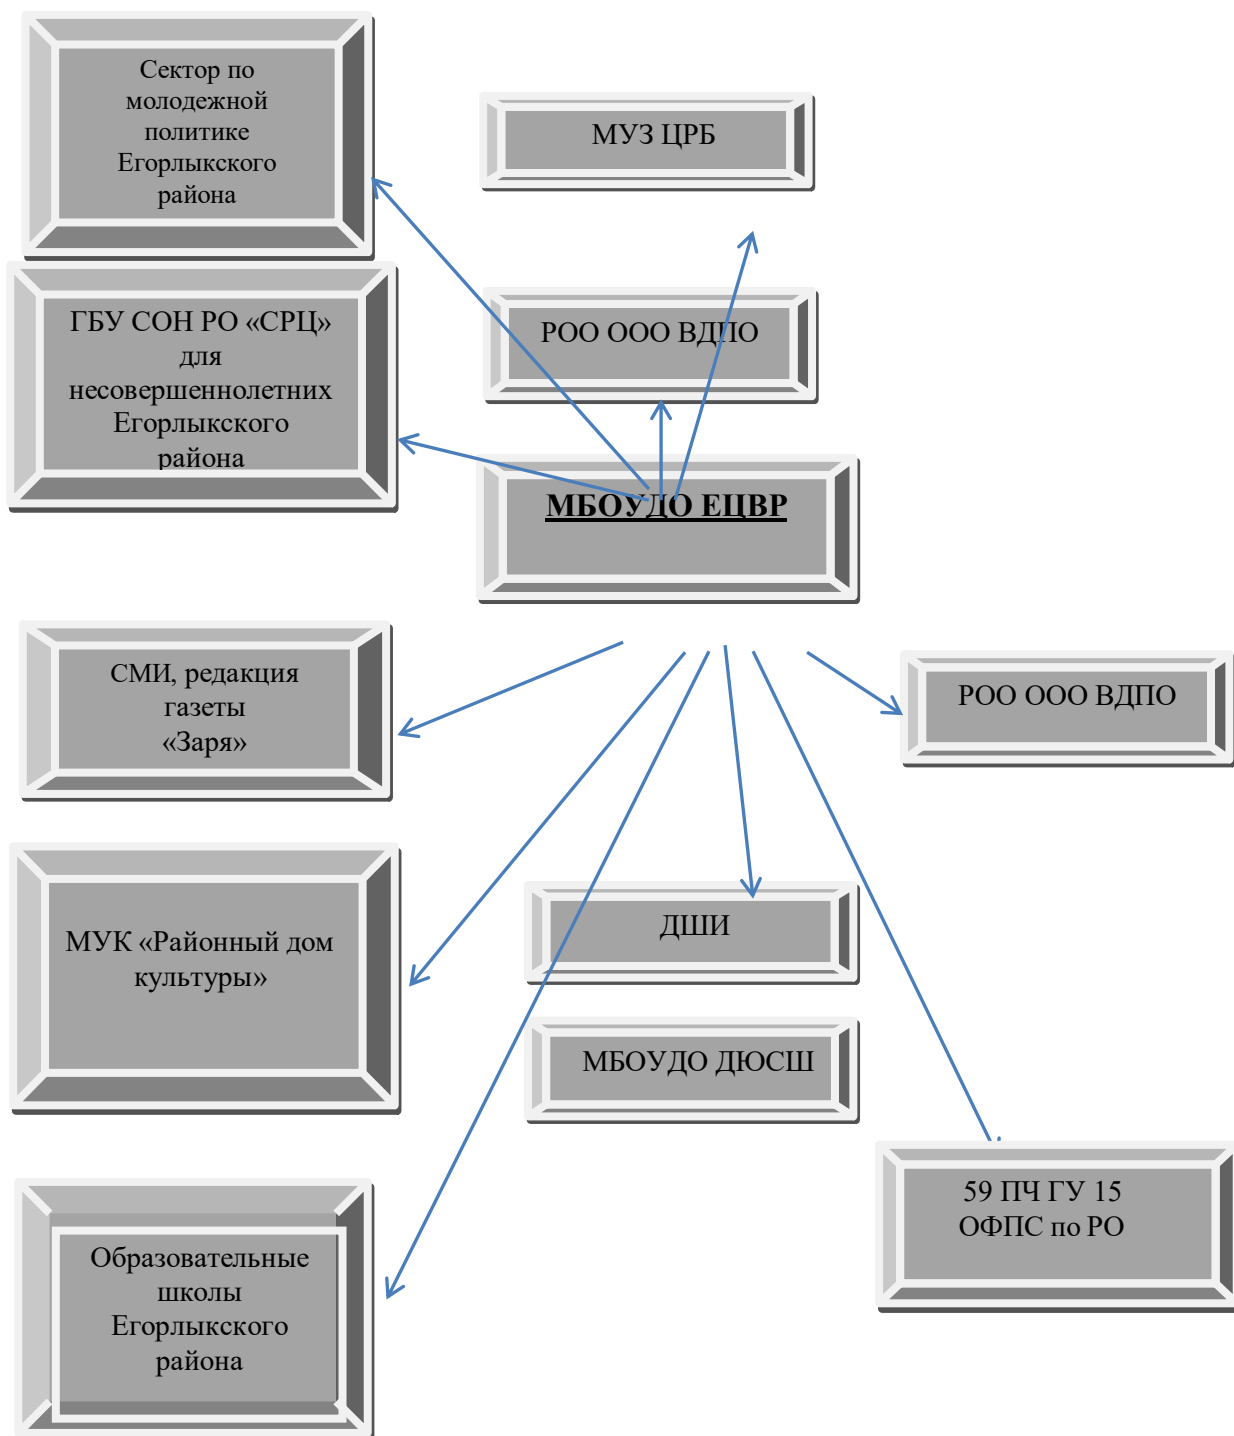 Сектор по
молодежной
политике
Егорлыкского
района
МУЗ ЦРБ
ГБУ СОН РО «СРЦ»
для
несовершеннолетних
Егорлыкского
района
РОО ООО ВДПО
МБОУДО ЕЦВР
СМИ, редакция
газеты
«Заря»
РОО ООО ВДПО
МУК «Районный дом
культуры»
ДШИ
МБОУДО ДЮСШ
59 ПЧ ГУ 15
ОФПС по РО
Образовательные
школы
Егорлыкского
района